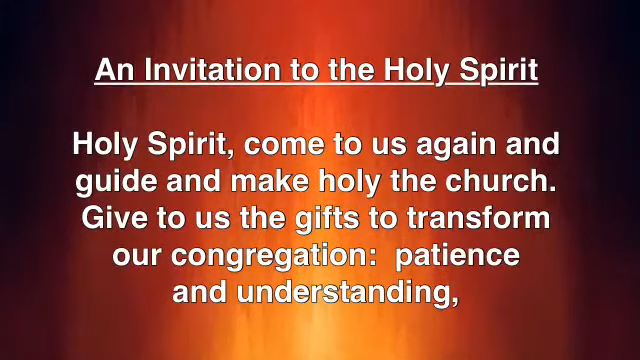 An Invitation to the Holy Spirit
Holy Spirit, come to us again and
guide and make holy the church.
Give to us the gifts to transform
our congregation:  patience
and understanding,